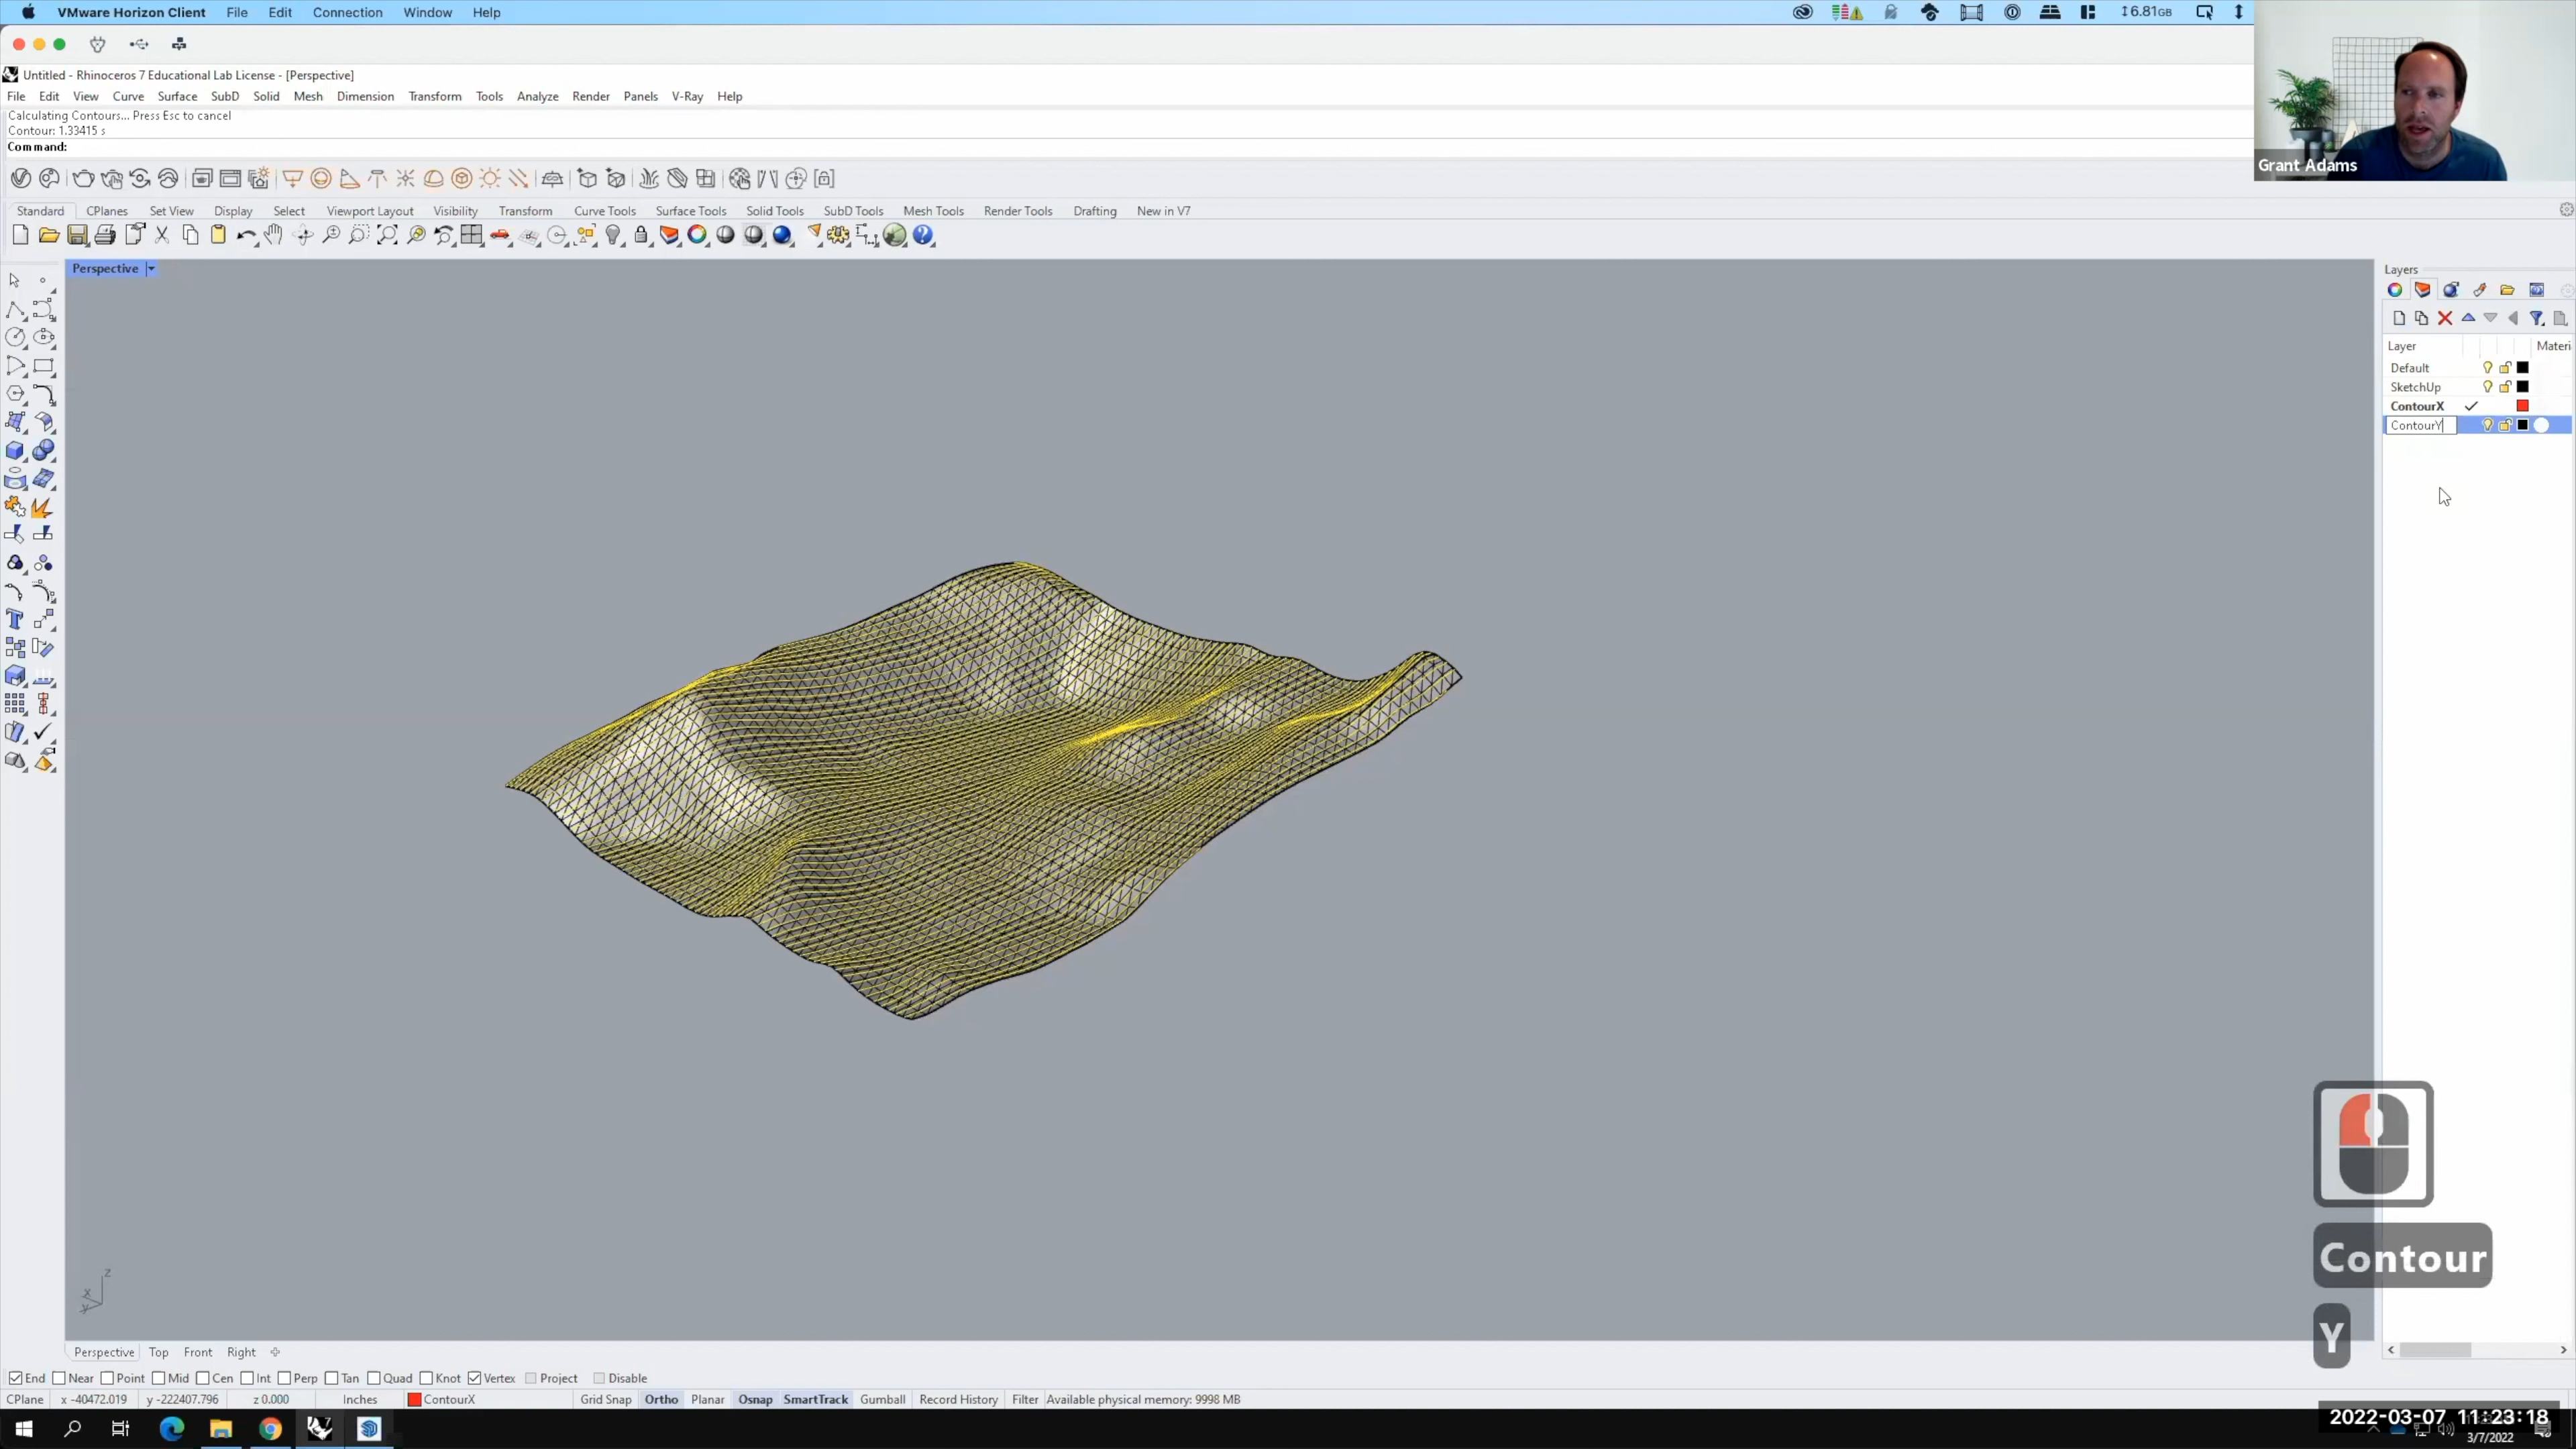 VMware Horizon Client File Edit Connection Window Help 6.81GB
Untitled - Rhinoceros 7 Educational Lab License - [Perspective]
File Edit View Curve Surface SubD Solid Mesh Dimension Transform Tools Analyze Render Panels V-Ray Help
Calculating Contours... Press Esc to cancel
Contour: 1.33415 s
Command:
Grant Adams
Standard CPlanes Set View Display Select Viewport Layout Visibility Transform Curve Tools Surface Tools Solid Tools SubD Tools Mesh Tools Render Tools Drafting New in V7
Perspective
Layers
Layer Materi
Default
SketchUp
ContourX
ContourY
z
x
y
Contour
Y
Perspective Top Front Right
End Near Point Mid Cen Int Perp Tan Quad Knot Vertex Project Disable
CPlane x -40472.019 y -222407.796 z 0.000 Inches ContourX Grid Snap Ortho Planar Osnap SmartTrack Gumball Record History Filter Available physical memory: 9998 MB
2022-03-07 11:23:18
3/7/2022